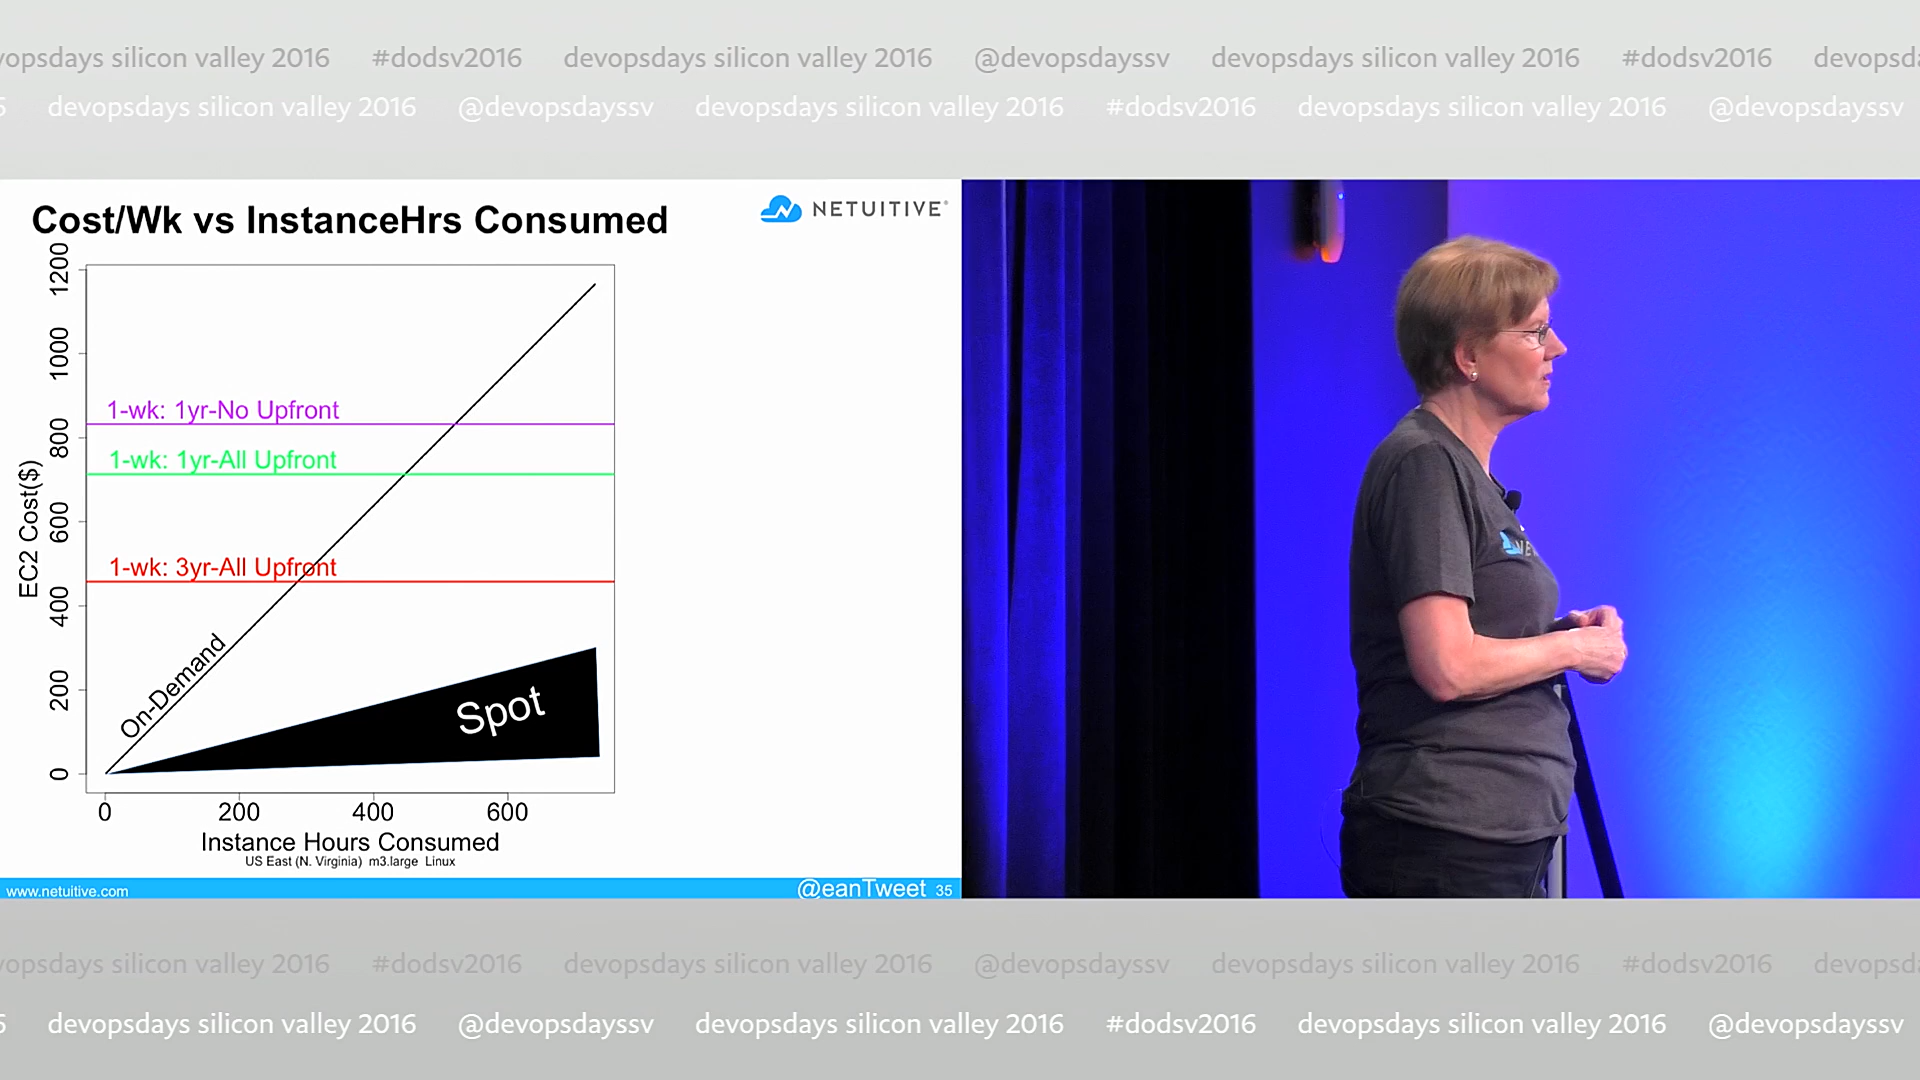 vopsdays silicon valley 2016 #dodsv2016 devopsdays silicon valley 2016 @devopsdayssv devopsdays silicon valley 2016 #dodsv2016 devopsda
devopsdays silicon valley 2016 @devopsdayssv devopsdays silicon valley 2016 #dodsv2016 devopsdays silicon valley 2016 @devopsdayssv
Cost/Wk vs InstanceHrs Consumed
NETUITIVE
EC2 Cost($)
1200
1000
800
600
400
200
0
1-wk: 1yr-No Upfront
1-wk: 1yr-All Upfront
1-wk: 3yr-All Upfront
On-Demand
Spot
0 200 400 600
Instance Hours Consumed
US East (N. Virginia) m3.large Linux
www.netuitive.com @eanTweet 35
NE
vopsdays silicon valley 2016 #dodsv2016 devopsdays silicon valley 2016 @devopsdayssv devopsdays silicon valley 2016 #dodsv2016 devopsda
devopsdays silicon valley 2016 @devopsdayssv devopsdays silicon valley 2016 #dodsv2016 devopsdays silicon valley 2016 @devopsdayssv